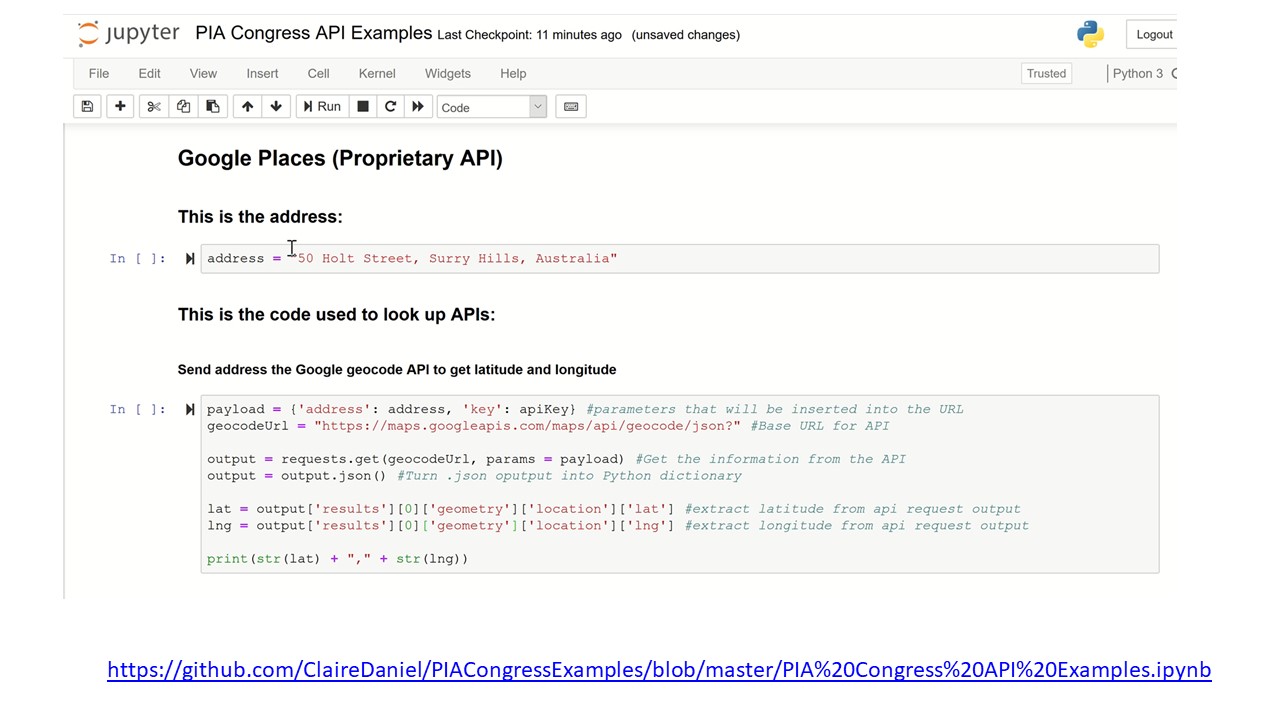 jupyter PIA Congress API Examples Last Checkpoint: 11 minutes ago (unsaved changes) Logout
File Edit View Insert Cell Kernel Widgets Help Trusted Python 3
Run Code
Google Places (Proprietary API)
This is the address:
In [ ]: address = "50 Holt Street, Surry Hills, Australia"
This is the code used to look up APIs:
Send address the Google geocode API to get latitude and longitude
In [ ]: payload = {'address': address, 'key': apiKey} #parameters that will be inserted into the URL
geocodeUrl = "https://maps.googleapis.com/maps/api/geocode/json?" #Base URL for API
output = requests.get(geocodeUrl, params = payload) #Get the information from the API
output = output.json() #Turn .json oputput into Python dictionary
lat = output['results'][0]['geometry']['location']['lat'] #extract latitude from api request output
lng = output['results'][0]['geometry']['location']['lng'] #extract longitude from api request output
print(str(lat) + "," + str(lng))
https://github.com/ClaireDaniel/PIACongressExamples/blob/master/PIA%20Congress%20API%20Examples.ipynb